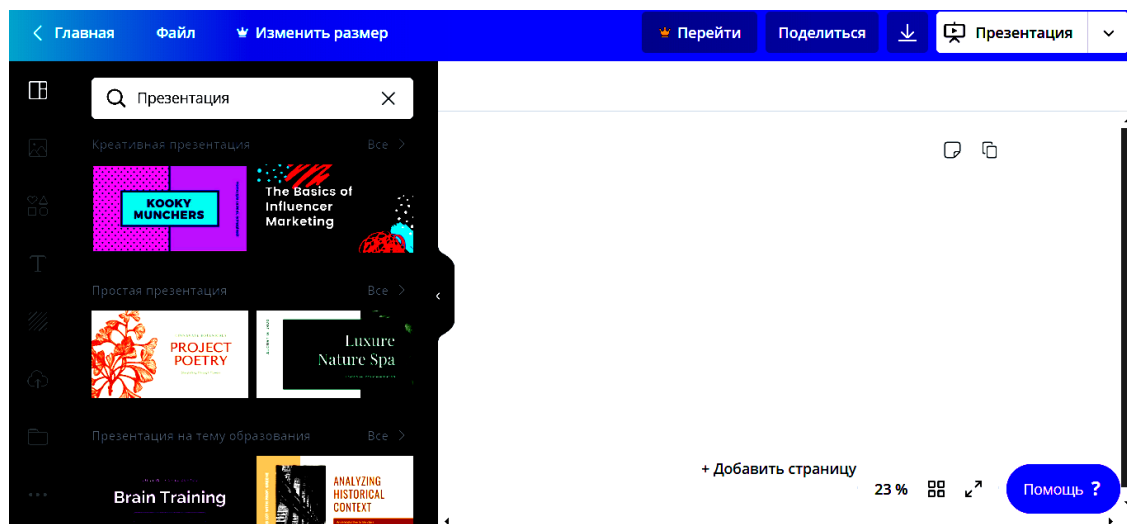 Главная Файл Изменить размер Перейти Поделиться Презентация
Презентация
Креативная презентация Все
KOOKY
MUNCHERS
The Basics of
Influencer
Marketing
Простая презентация Все
PROJECT
POETRY
Luxure
Nature Spa
Презентация на тему образования Все
Brain Training
ANALYZING
HISTORICAL
CONTEXT
+ Добавить страницу
23 %
Помощь ?